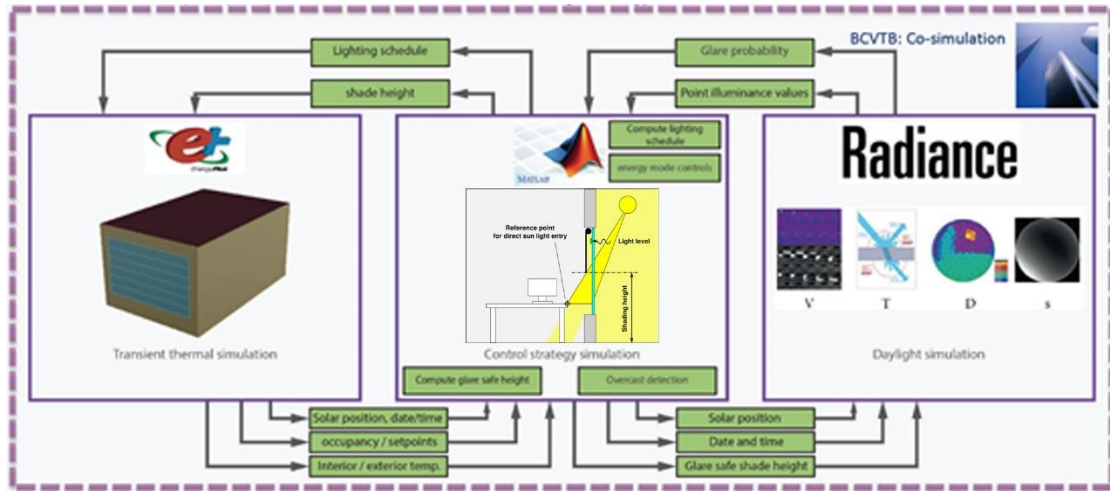 BCVTB: Co-simulation
Lighting schedule
Glare probability
shade height
Point illuminance values
e+
EnergyPlus
MATLAB
Compute lighting
schedule
energy mode controls
Radiance
Reference point
for direct sun light entry
Light level
Shading height
V
T
D
s
Transient thermal simulation
Control strategy simulation
Daylight simulation
Compute glare safe height
Overcast detection
Solar position, date/time
Solar position
occupancy / setpoints
Date and time
Interior / exterior temp.
Glare safe shade height